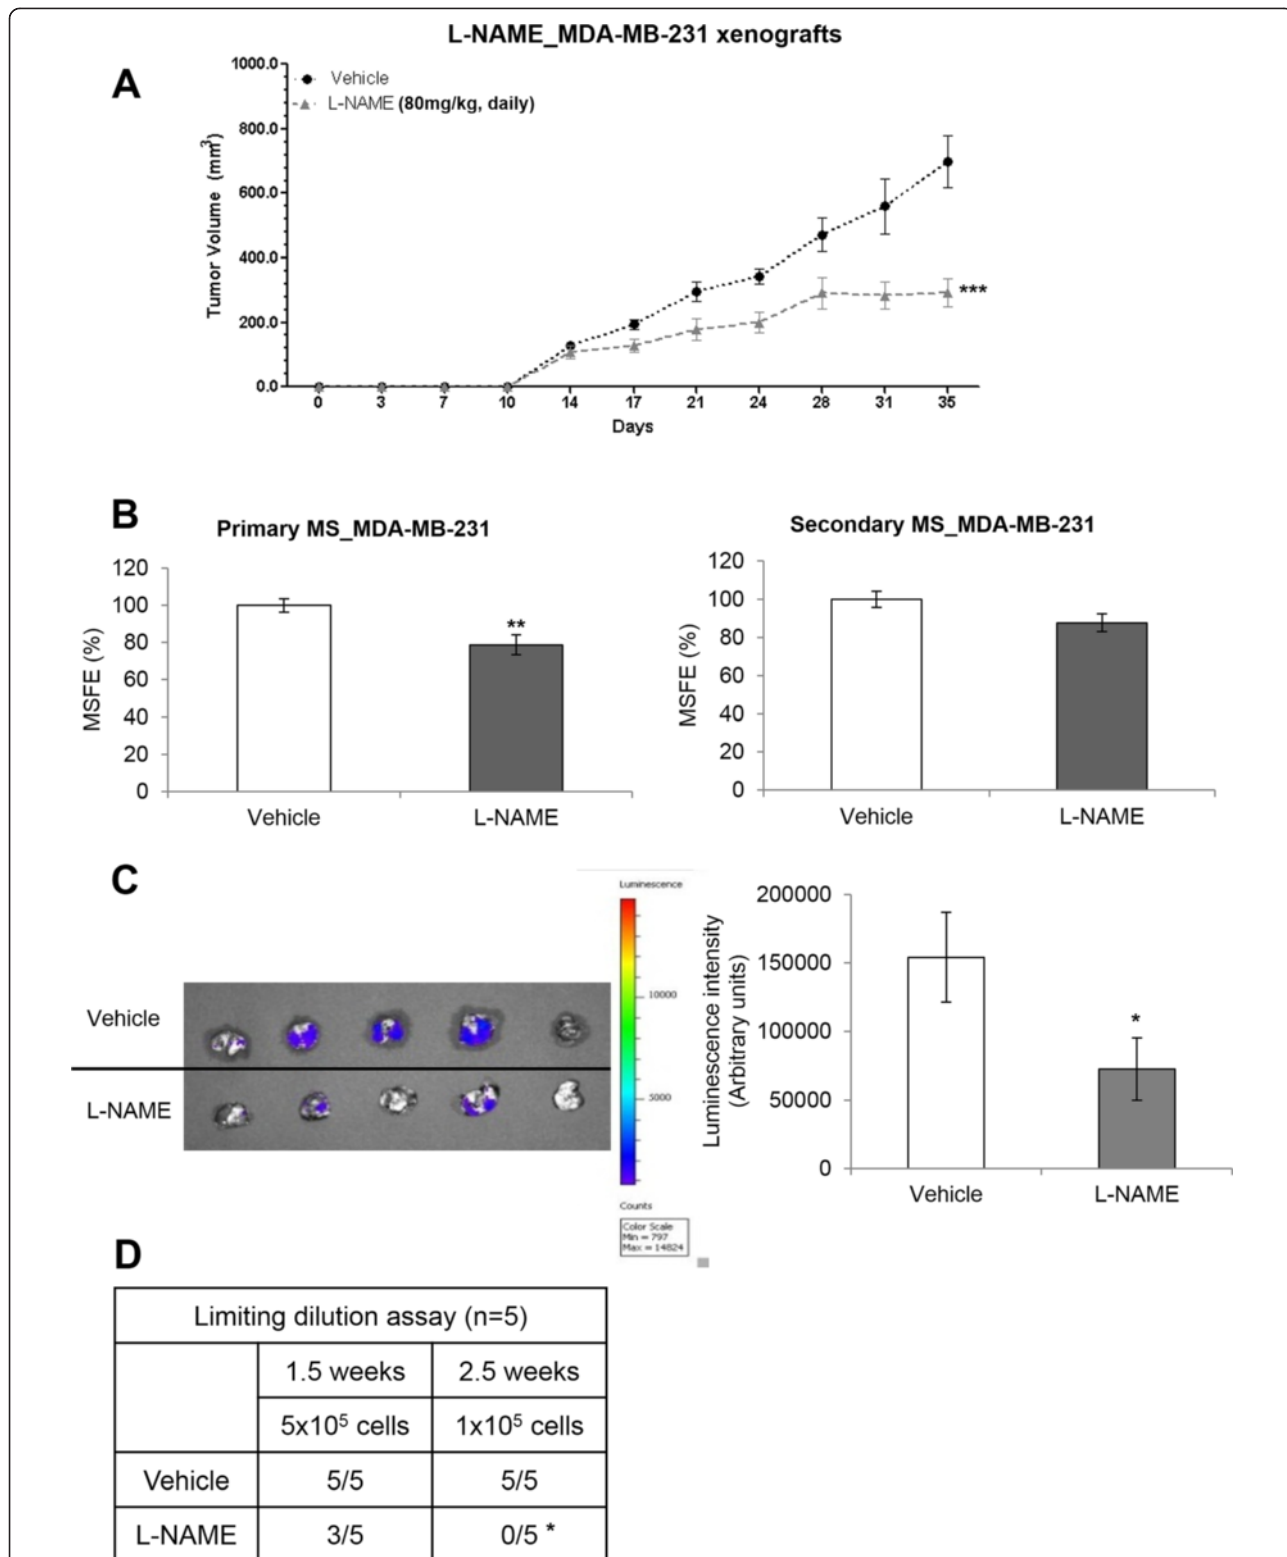 L-NAME_MDA-MB-231 xenografts
A
1000.0
800.0
600.0
400.0
200.0
0.0
Tumor Volume (mm3)
Vehicle
L-NAME (80mg/kg, daily)
***
0 3 7 10 14 17 21 24 28 31 35
Days
B
Primary MS_MDA-MB-231
120
100
80
60
40
20
0
MSFE (%)
**
Vehicle L-NAME
Secondary MS_MDA-MB-231
120
100
80
60
40
20
0
MSFE (%)
Vehicle L-NAME
C
Vehicle
L-NAME
Luminescence
10000
5000
Counts
Color Scale
Min = 797
Max = 14824
200000
150000
100000
50000
0
Luminescence intensity
(Arbitrary units)
*
Vehicle L-NAME
D
Limiting dilution assay (n=5)
1.5 weeks 2.5 weeks
5x10⁵ cells 1x10⁵ cells
Vehicle 5/5 5/5
L-NAME 3/5 0/5 *